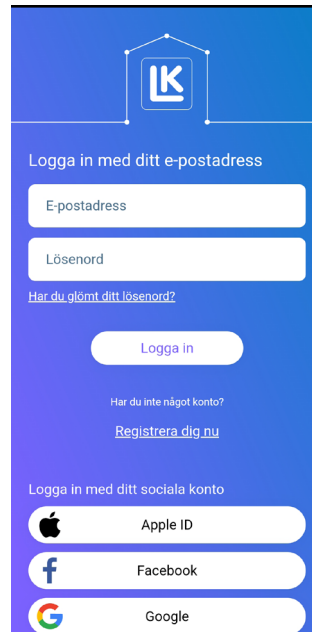 LK
Logga in med ditt e-postadress
E-postadress
Lösenord
Har du glömt ditt lösenord?
Logga in
Har du inte något konto?
Registrera dig nu
Logga in med ditt sociala konto
Apple ID
f Facebook
G Google